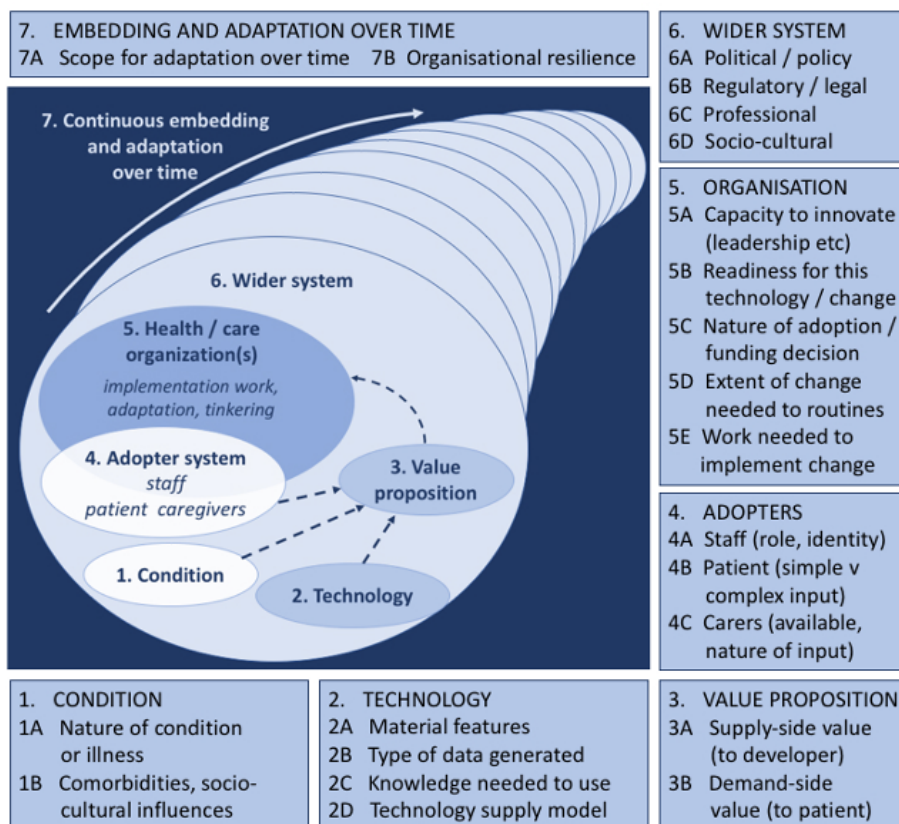 7. EMBEDDING AND ADAPTATION OVER TIME
7A Scope for adaptation over time 7B Organisational resilience
7. Continuous embedding
and adaptation
over time
6. Wider system
5. Health / care
organization(s)
implementation work,
adaptation, tinkering
4. Adopter system
staff
patient caregivers
3. Value
proposition
1. Condition
2. Technology
6. WIDER SYSTEM
6A Political / policy
6B Regulatory / legal
6C Professional
6D Socio-cultural
5. ORGANISATION
5A Capacity to innovate
(leadership etc)
5B Readiness for this
technology / change
5C Nature of adoption /
funding decision
5D Extent of change
needed to routines
5E Work needed to
implement change
4. ADOPTERS
4A Staff (role, identity)
4B Patient (simple v
complex input)
4C Carers (available,
nature of input)
1. CONDITION
1A Nature of condition
or illness
1B Comorbidities, socio-
cultural influences
2. TECHNOLOGY
2A Material features
2B Type of data generated
2C Knowledge needed to use
2D Technology supply model
3. VALUE PROPOSITION
3A Supply-side value
(to developer)
3B Demand-side
value (to patient)